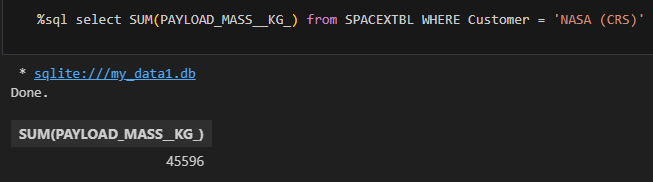 %sql select SUM(PAYLOAD_MASS__KG_) from SPACEXTBL WHERE Customer = 'NASA (CRS)'
* sqlite:///my_data1.db
Done.
SUM(PAYLOAD_MASS__KG_)
45596